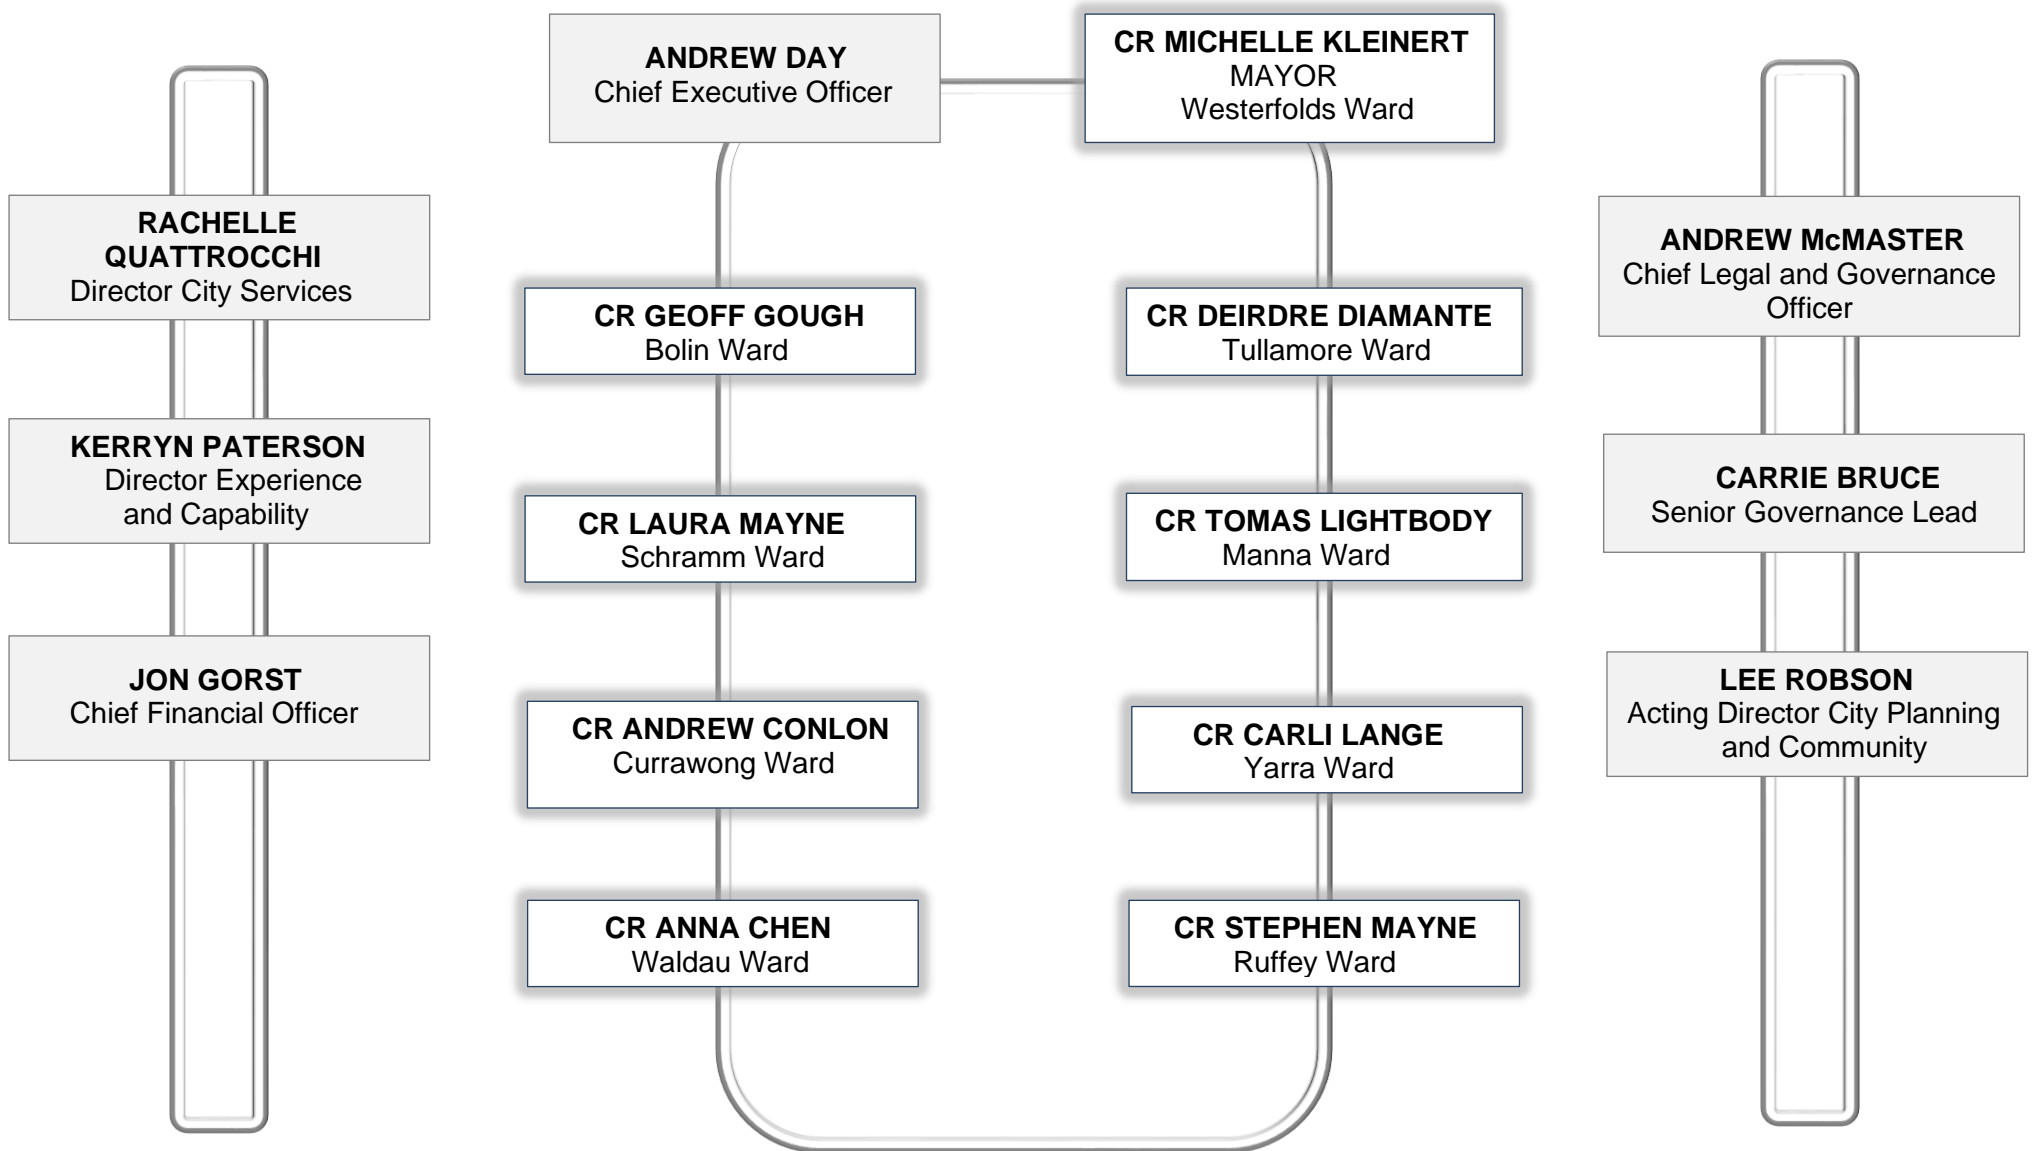 ANDREW DAY
Chief Executive Officer
CR MICHELLE KLEINERT
MAYOR
Westerfolds Ward
RACHELLE
QUATTROCCHI
Director City Services
KERRYN PATERSON
Director Experience
and Capability
JON GORST
Chief Financial Officer
CR GEOFF GOUGH
Bolin Ward
CR LAURA MAYNE
Schramm Ward
CR ANDREW CONLON
Currawong Ward
CR ANNA CHEN
Waldau Ward
CR DEIRDRE DIAMANTE
Tullamore Ward
CR TOMAS LIGHTBODY
Manna Ward
CR CARLI LANGE
Yarra Ward
CR STEPHEN MAYNE
Ruffey Ward
ANDREW McMASTER
Chief Legal and Governance
Officer
CARRIE BRUCE
Senior Governance Lead
LEE ROBSON
Acting Director City Planning
and Community